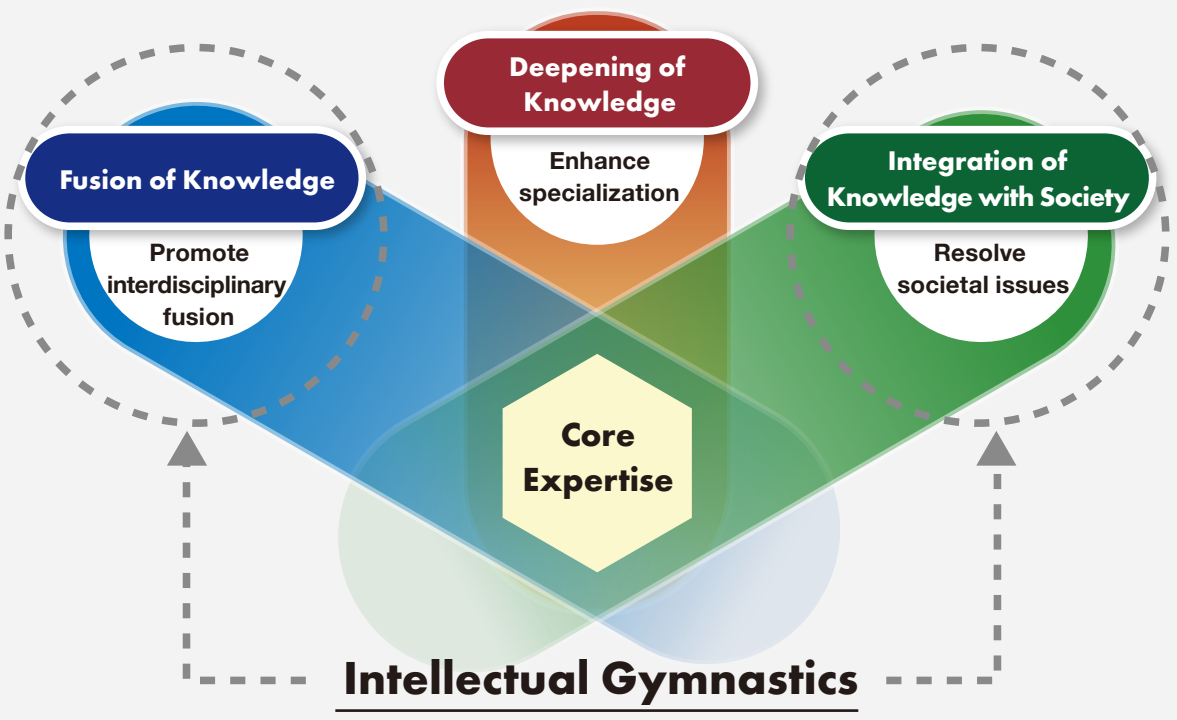 Deepening of
Knowledge
Enhance
specialization
Fusion of Knowledge
Promote
interdisciplinary
fusion
Integration of
Knowledge with Society
Resolve
societal issues
Core
Expertise
Intellectual Gymnastics